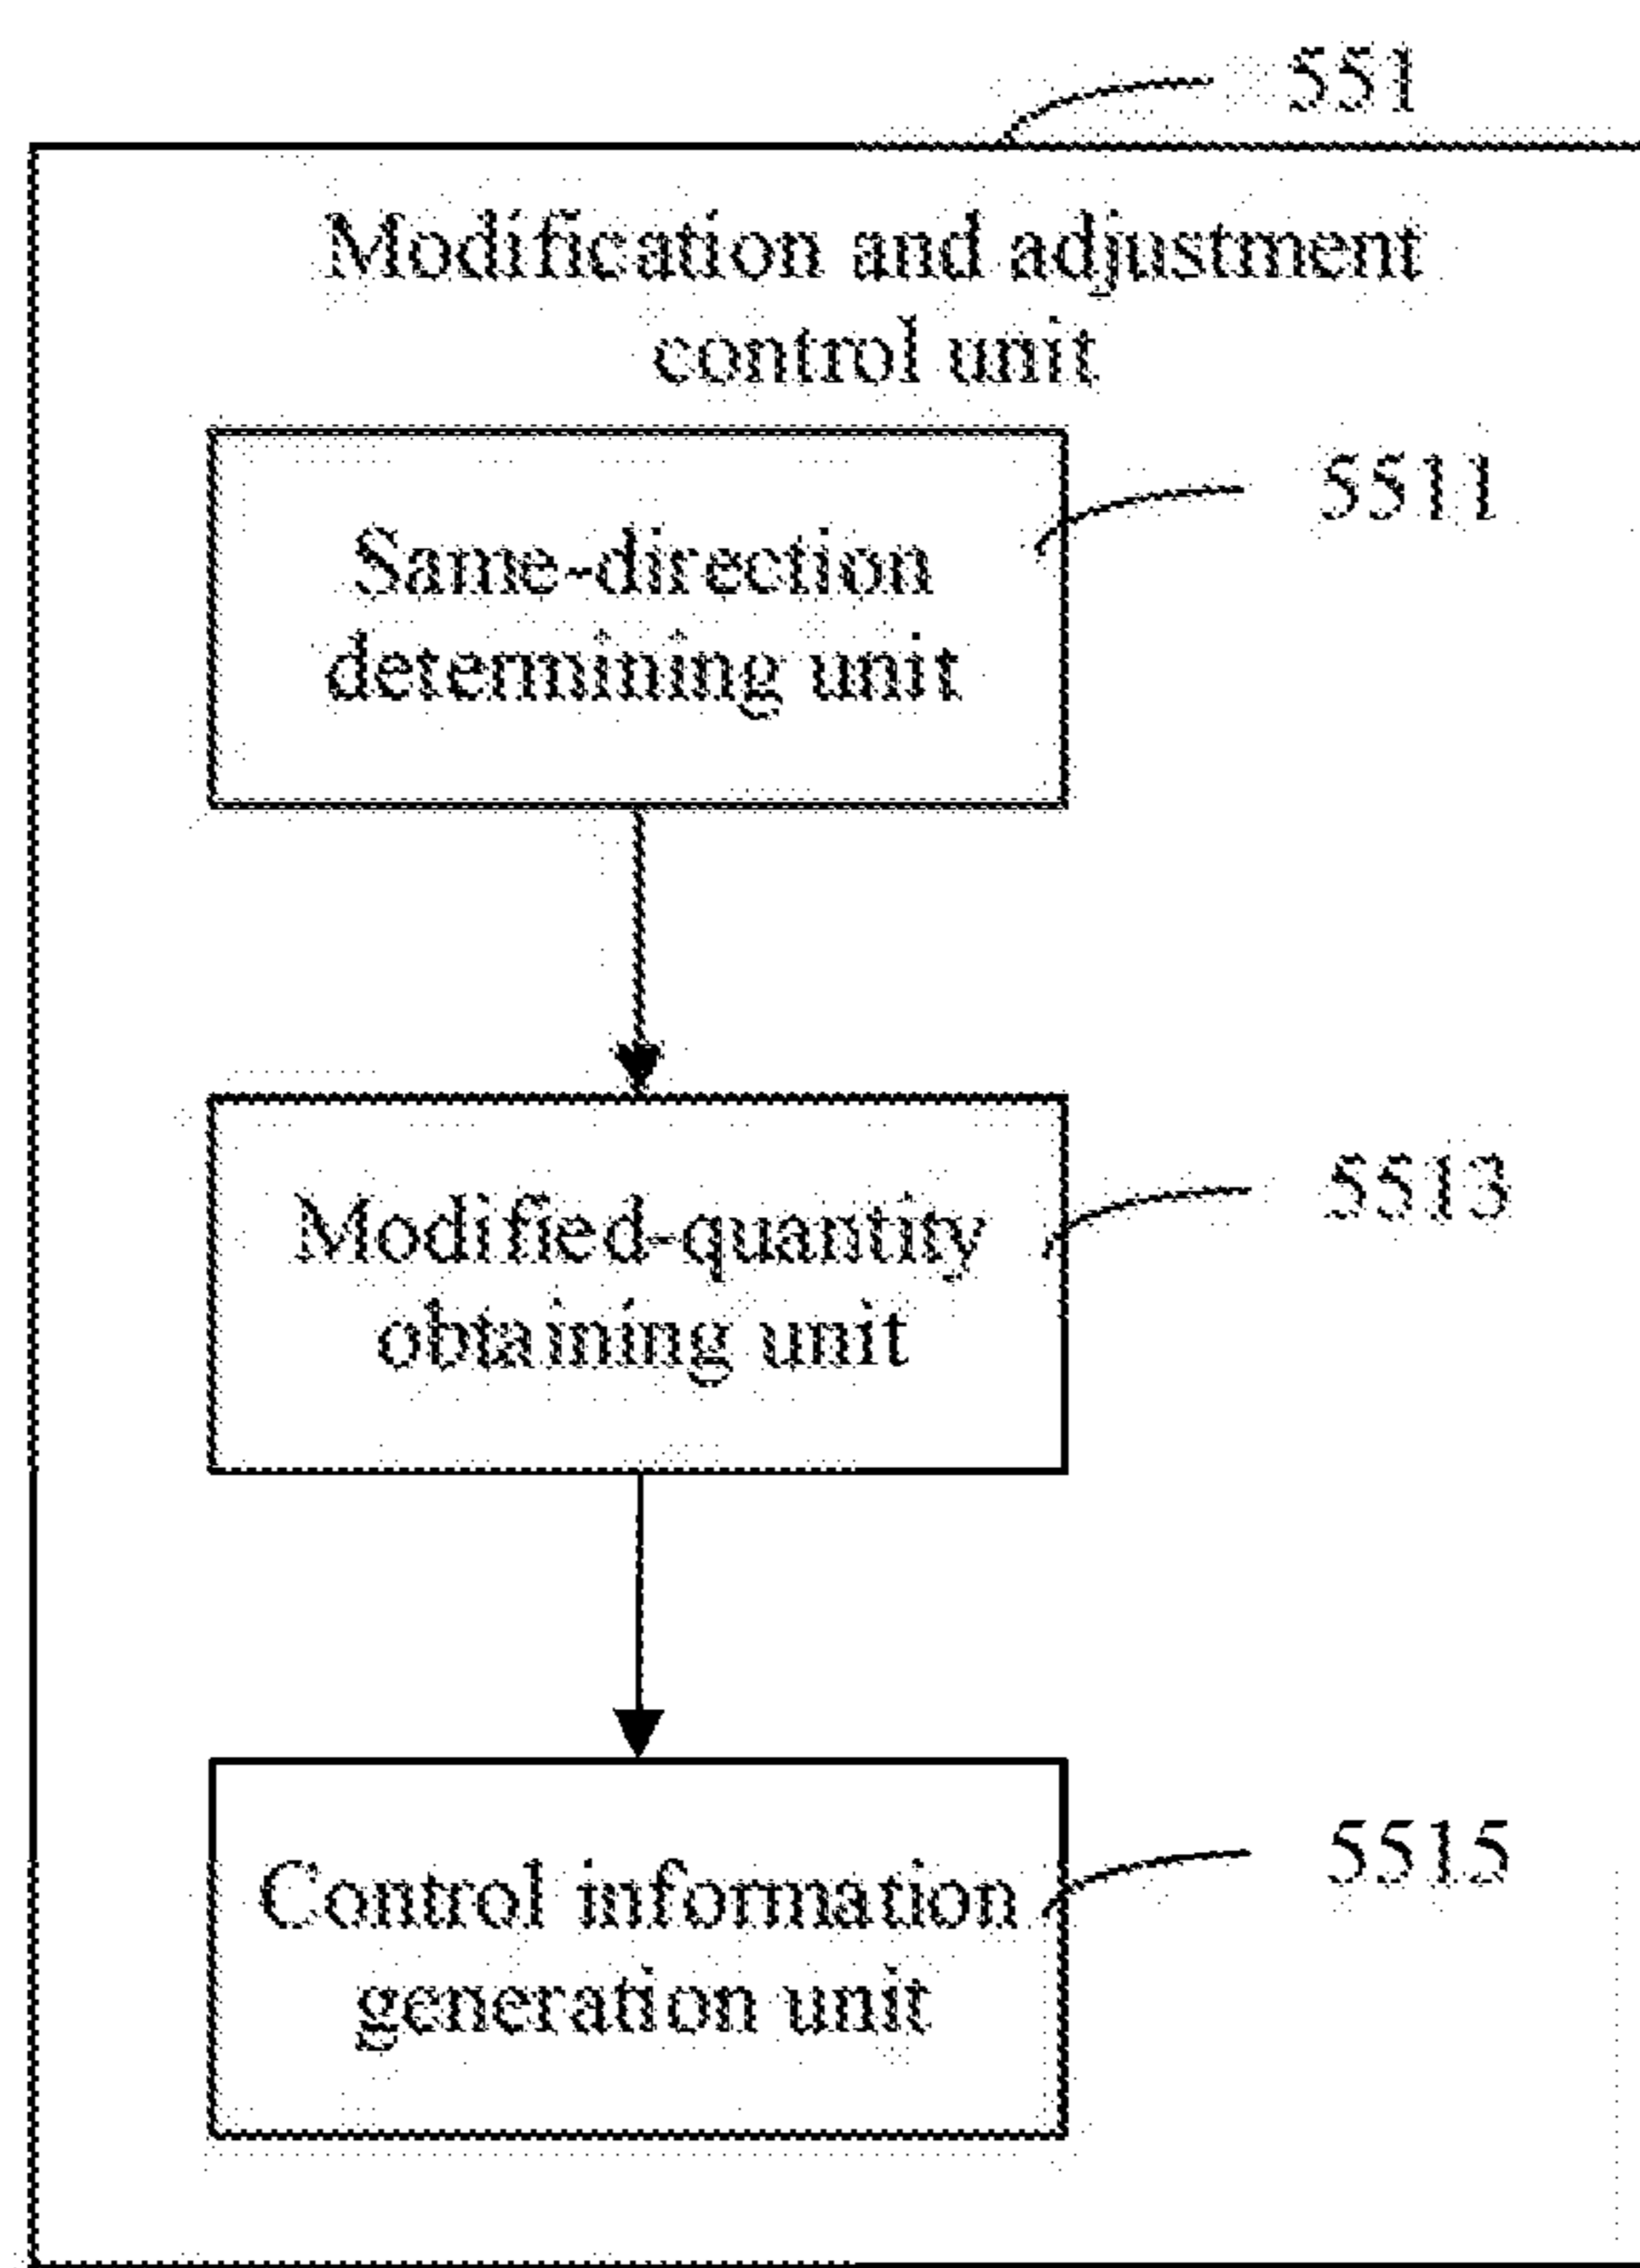 551
Modification and adjustment
control unit
5511
Same-direction
determining unit
5513
Modified-quantity
obtaining unit
5515
Control information
generation unit